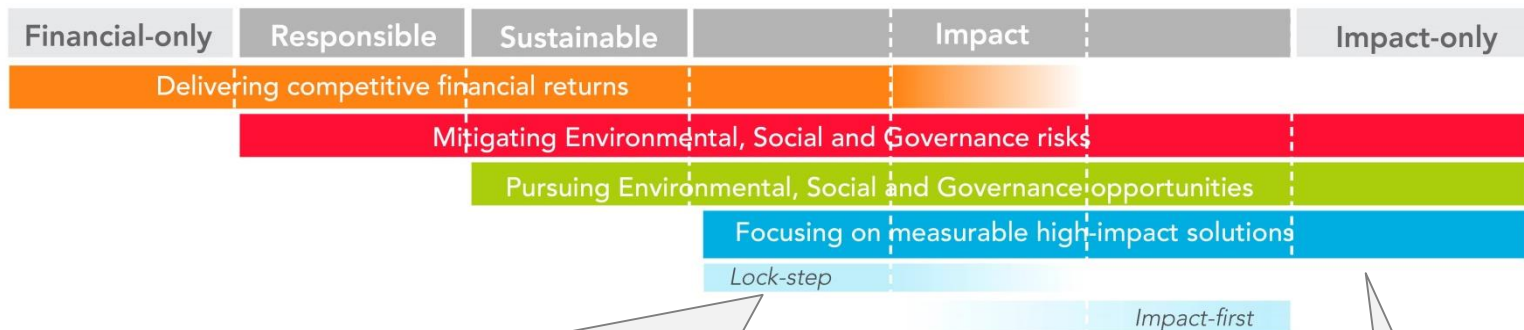 Financial-only Responsible Sustainable Impact Impact-only
Delivering competitive financial returns
Mitigating Environmental, Social and Governance risks
Pursuing Environmental, Social and Governance opportunities
Focusing on measurable high-impact solutions
Lock-step
Impact-first